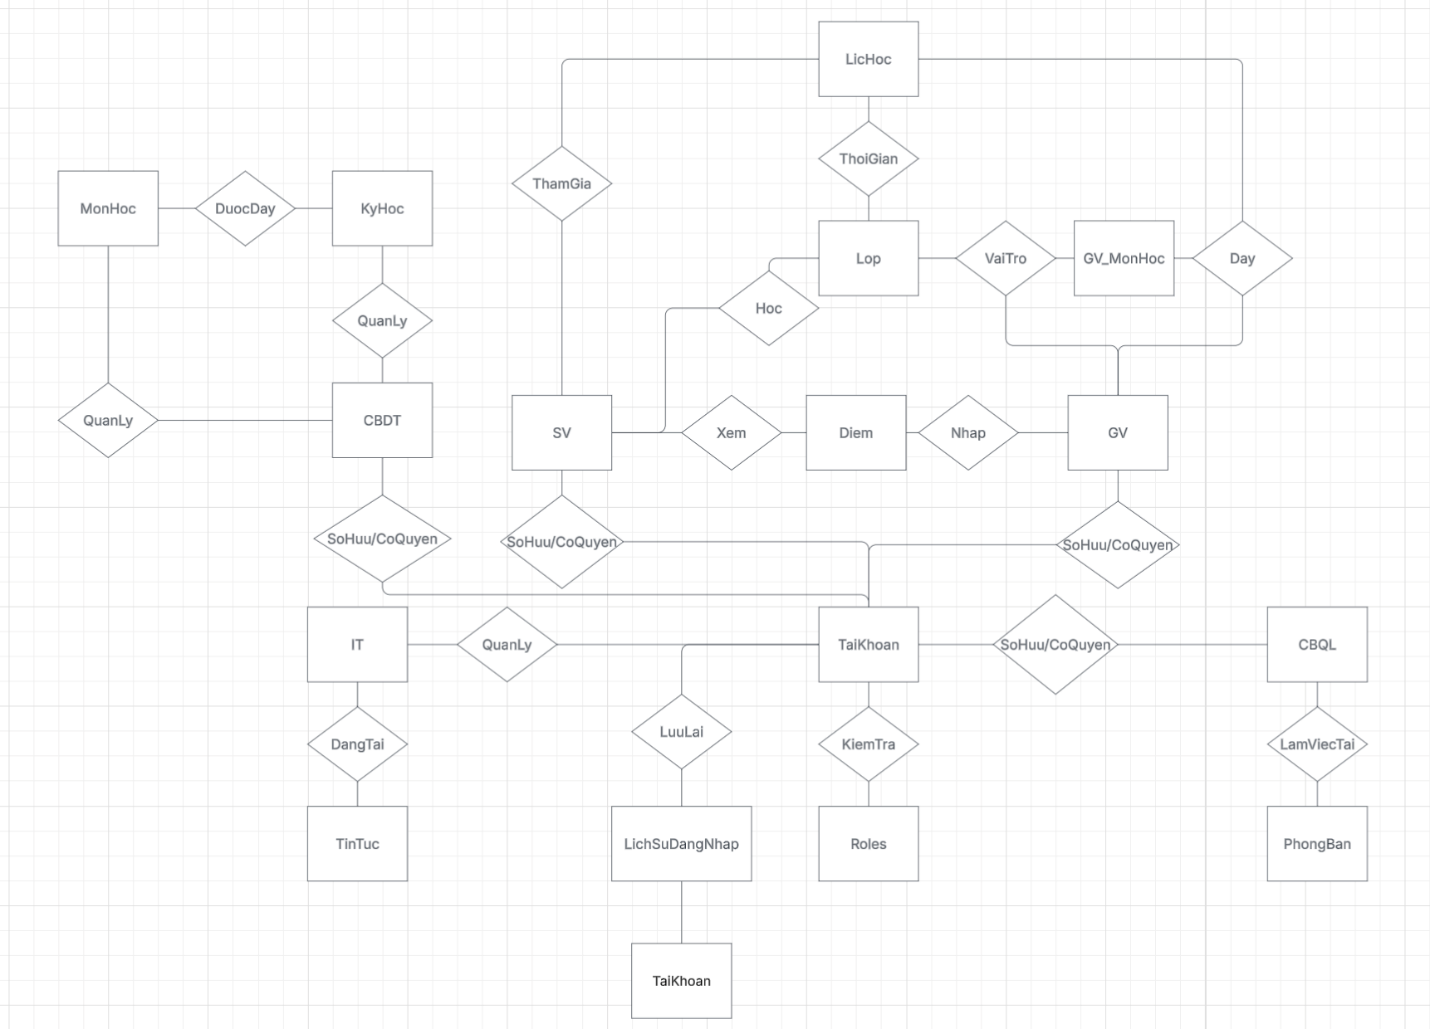 LicHoc
ThoiGian
ThamGia
MonHoc
DuocDay
KyHoc
Lop
VaiTro
GV_MonHoc
Day
Hoc
QuanLy
QuanLy
CBDT
SV
Xem
Diem
Nhap
GV
SoHuu/CoQuyen
SoHuu/CoQuyen
SoHuu/CoQuyen
IT
QuanLy
TaiKhoan
SoHuu/CoQuyen
CBQL
LuuLai
DangTai
KiemTra
LamViecTai
TinTuc
LichSuDangNhap
Roles
PhongBan
TaiKhoan